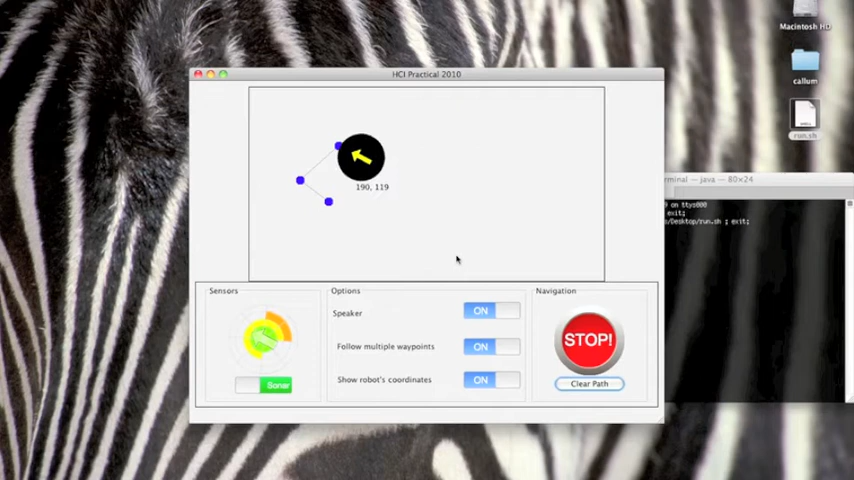 Macintosh HD
callum
run.sh
HCI Practical 2010
190, 119
Sensors
Options
Navigation
Speaker
ON
STOP!
Follow multiple waypoints
ON
Show robot's coordinates
ON
Sonar
Clear Path
rminal — java — 80×24
on ttys000
exit;
/Desktop/run.sh ; exit;